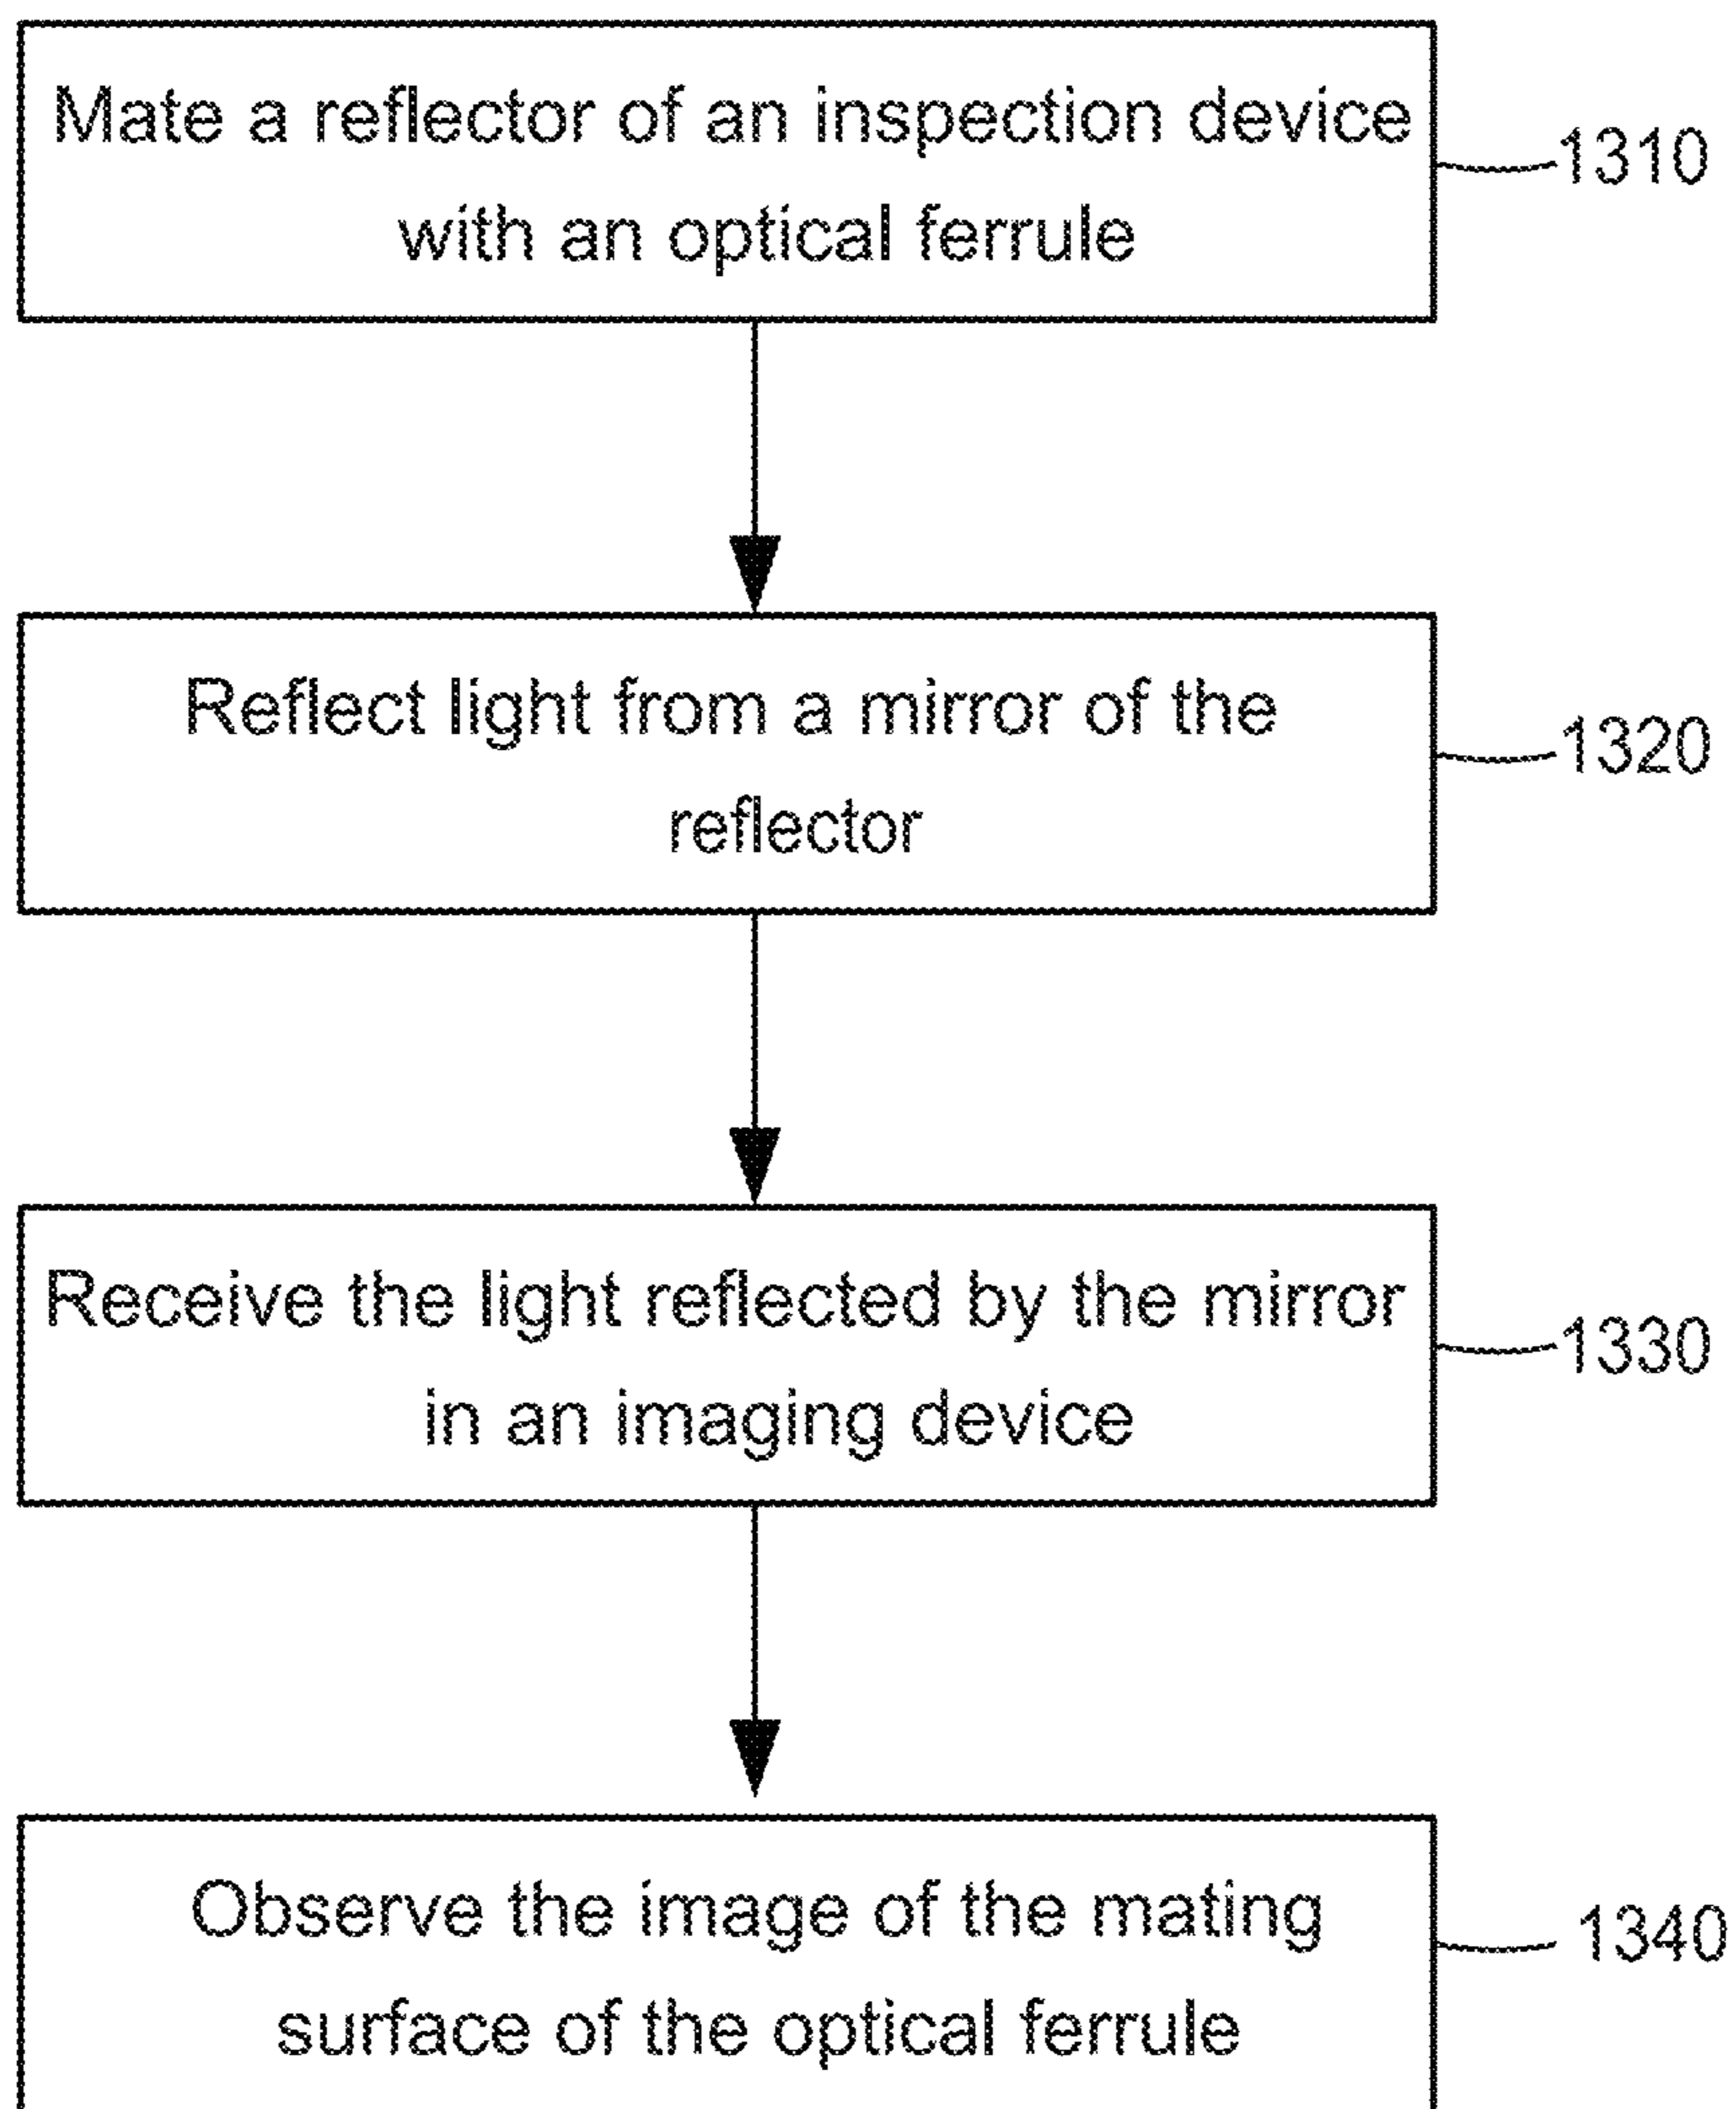 Mate a reflector of an inspection device
with an optical ferrule
1310
Reflect light from a mirror of the
reflector
1320
Receive the light reflected by the mirror
in an imaging device
1330
Observe the image of the mating
surface of the optical ferrule
1340